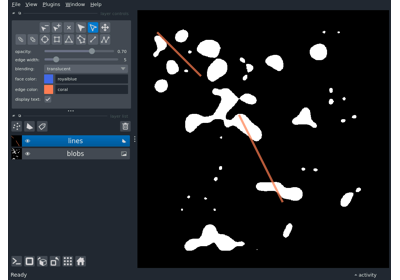 File View Plugins Window Help
opacity: 0.70
edge width:
blending: translucent
face color: royalblue
edge color: coral
display text: ✓
lines
blobs
Ready
activity